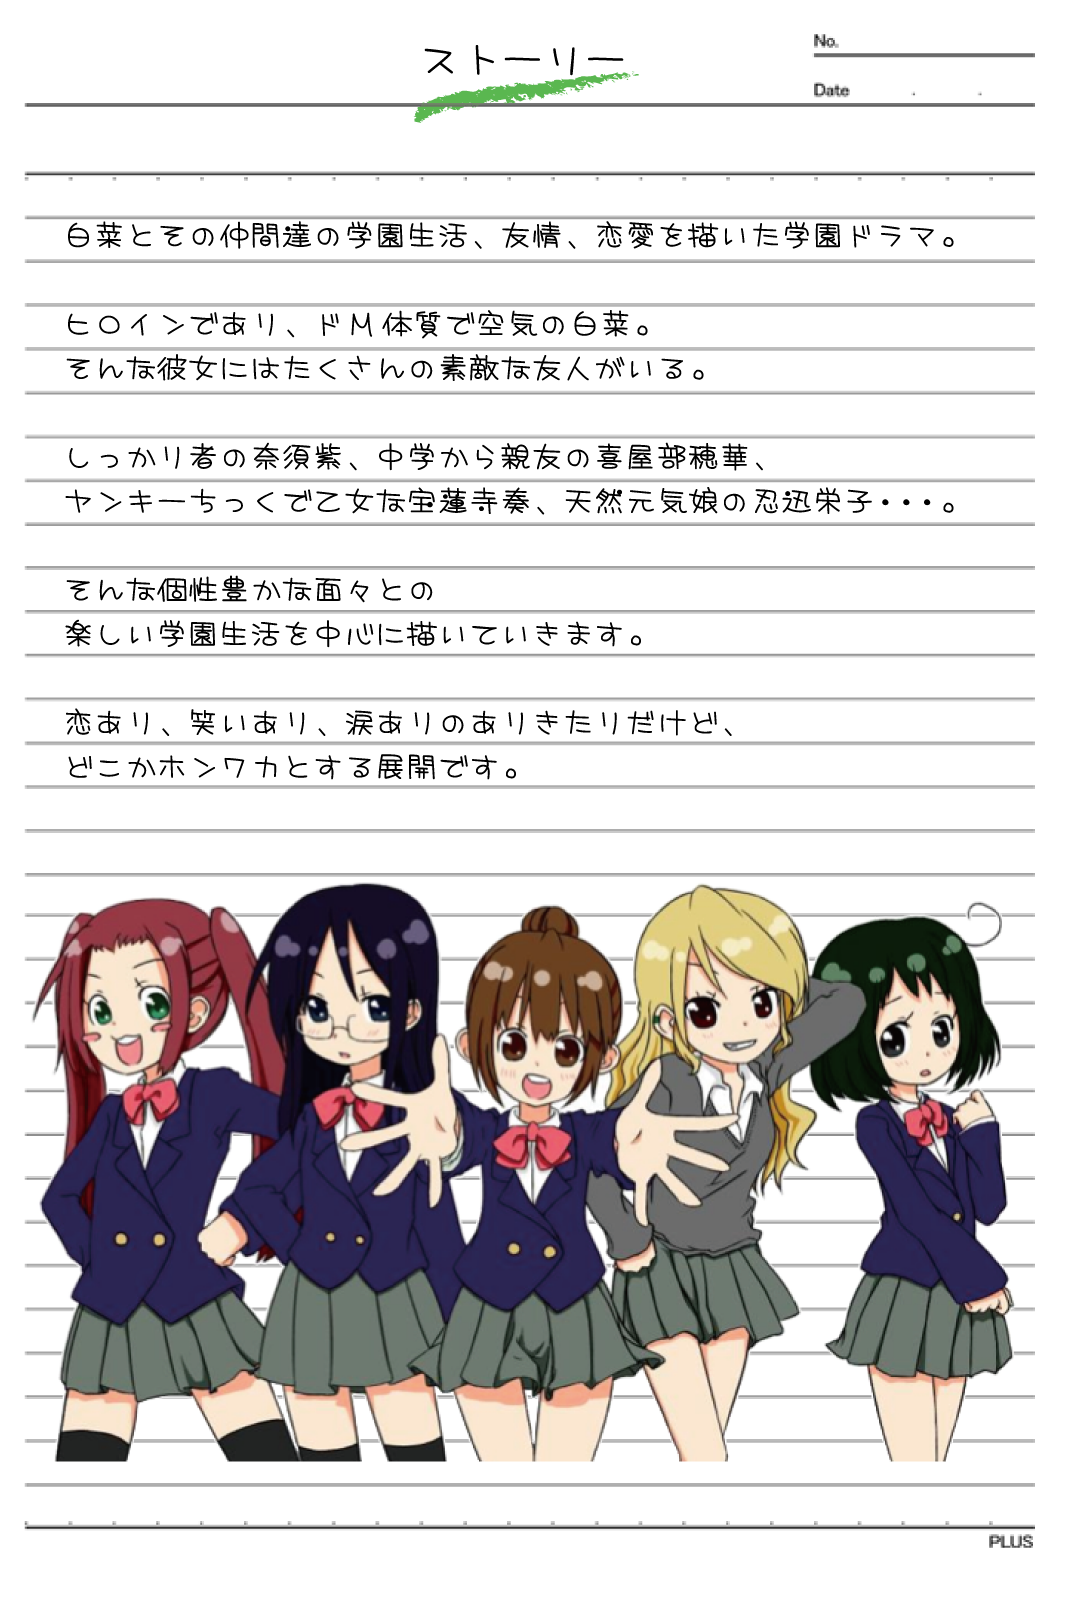 ストーリー
No.
Date
白菜とその仲間達の学園生活、友情、恋愛を描いた学園ドラマ。
ヒロインであり、ドM体質で空気の白菜。
そんな彼女にはたくさんの素敵な友人がいる。
しっかり者の奈須紫、中学から親友の喜屋部穂華、
ヤンキーちっくで乙女な宝蓮寺奏、天然元気娘の忍迅栄子・・・。
そんな個性豊かな面々との
楽しい学園生活を中心に描いていきます。
恋あり、笑いあり、涙ありのありきたりだけど、
どこかホンワカとする展開です。
PLUS